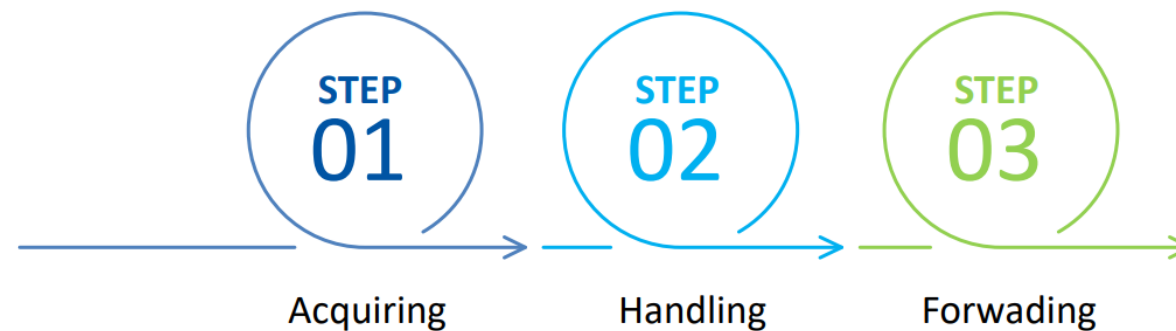 STEP
01
Acquiring
STEP
02
Handling
STEP
03
Forwading